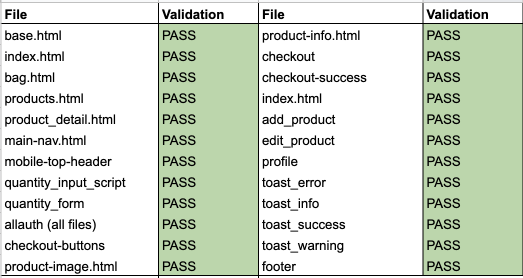 File Validation File Validation
base.html PASS product-info.html PASS
index.html PASS checkout PASS
bag.html PASS checkout-success PASS
products.html PASS index.html PASS
product_detail.html PASS add_product PASS
main-nav.html PASS edit_product PASS
mobile-top-header PASS profile PASS
quantity_input_script PASS toast_error PASS
quantity_form PASS toast_info PASS
allauth (all files) PASS toast_success PASS
checkout-buttons PASS toast_warning PASS
product-image.html PASS footer PASS